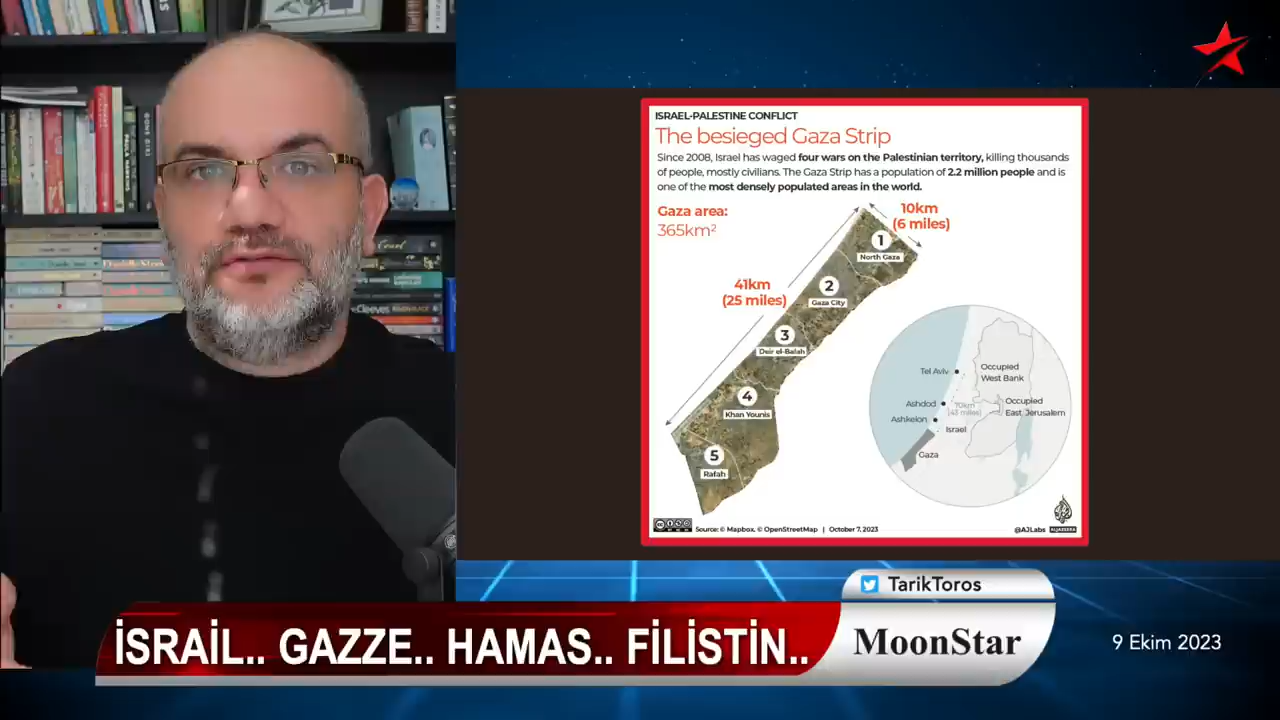 ISRAEL-PALESTINE CONFLICT
The besieged Gaza Strip
Since 2008, Israel has waged four wars on the Palestinian territory, killing thousands
of people, mostly civilians. The Gaza Strip has a population of 2.2 million people and is
one of the most densely populated areas in the world.
Gaza area:
365km²
10km
(6 miles)
41km
(25 miles)
1
North Gaza
2
Gaza City
3
Deir el-Balah
4
Khan Younis
5
Rafah
Tel Aviv
Occupied
West Bank
Ashdod
70km
(43 miles)
Occupied
East Jerusalem
Ashkelon
Israel
Gaza
Source: © Mapbox, © OpenStreetMap | October 7, 2023
@AJLabs
ALJAZEERA
TarikToros
İSRAİL.. GAZZE.. HAMAS.. FİLİSTİN..
MoonStar
9 Ekim 2023